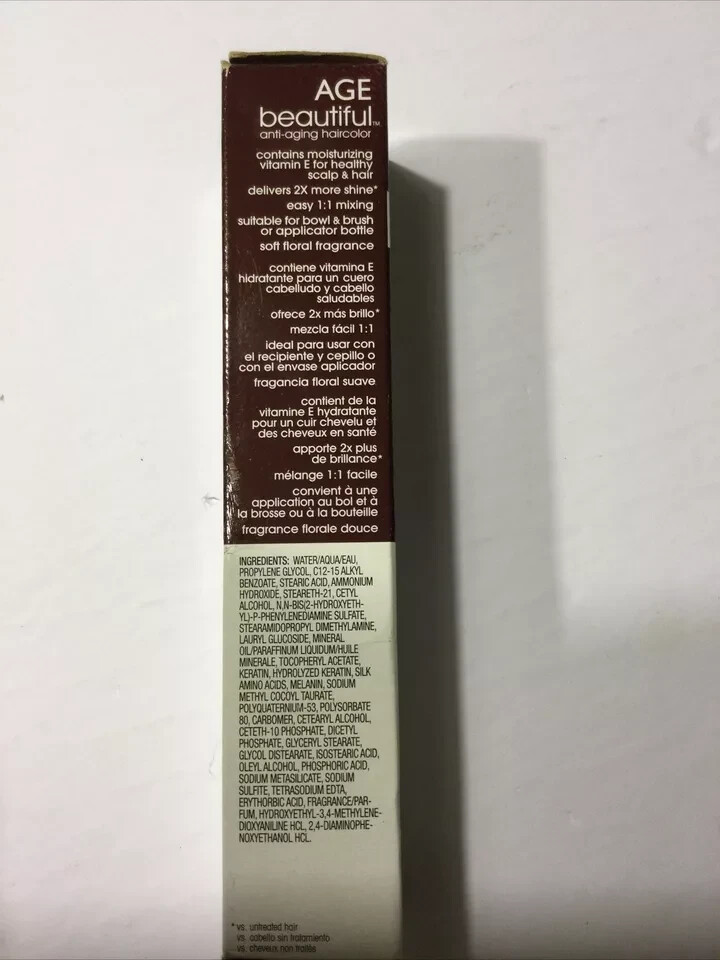 AGE
beautiful™
anti-aging haircolor
contains moisturizing
vitamin E for healthy
scalp & hair
delivers 2X more shine*
easy 1:1 mixing
suitable for bowl & brush
or applicator bottle
soft floral fragrance
contiene vitamina E
hidratante para un cuero
cabelludo y cabello
saludables
ofrece 2x más brillo*
mezcla fácil 1:1
ideal para usar con
el recipiente y cepillo o
con el envase aplicador
fragancia floral suave
contient de la
vitamine E hydratante
pour un cuir chevelu et
des cheveux en santé
apporte 2x plus
de brillance*
mélange 1:1 facile
convient à une
application au bol et à
la brosse ou à la bouteille
fragrance florale douce
INGREDIENTS: WATER/AQUA/EAU,
PROPYLENE GLYCOL, C12-15 ALKYL
BENZOATE, STEARIC ACID, AMMONIUM
HYDROXIDE, STEARETH-21, CETYL
ALCOHOL, N,N-BIS(2-HYDROXYETH-
YL)-P-PHENYLENEDIAMINE SULFATE,
STEARAMIDOPROPYL DIMETHYLAMINE,
LAURYL GLUCOSIDE, MINERAL
OIL/PARAFFINUM LIQUIDUM/HUILE
MINERALE, TOCOPHERYL ACETATE,
KERATIN, HYDROLYZED KERATIN, SILK
AMINO ACIDS, MELANIN, SODIUM
METHYL COCOYL TAURATE,
POLYQUATERNIUM-53, POLYSORBATE
80, CARBOMER, CETEARYL ALCOHOL,
CETETH-10 PHOSPHATE, DICETYL
PHOSPHATE, GLYCERYL STEARATE,
GLYCOL DISTEARATE, ISOSTEARIC ACID,
OLEYL ALCOHOL, PHOSPHORIC ACID,
SODIUM METASILICATE, SODIUM
SULFITE, TETRASODIUM EDTA,
ERYTHORBIC ACID, FRAGRANCE/PAR-
FUM, HYDROXYETHYL-3,4-METHYLENE-
DIOXYANILINE HCL, 2,4-DIAMINOPHE-
NOXYETHANOL HCL.
* vs. untreated hair
vs. cabello sin tratamiento
vs. cheveux non traités